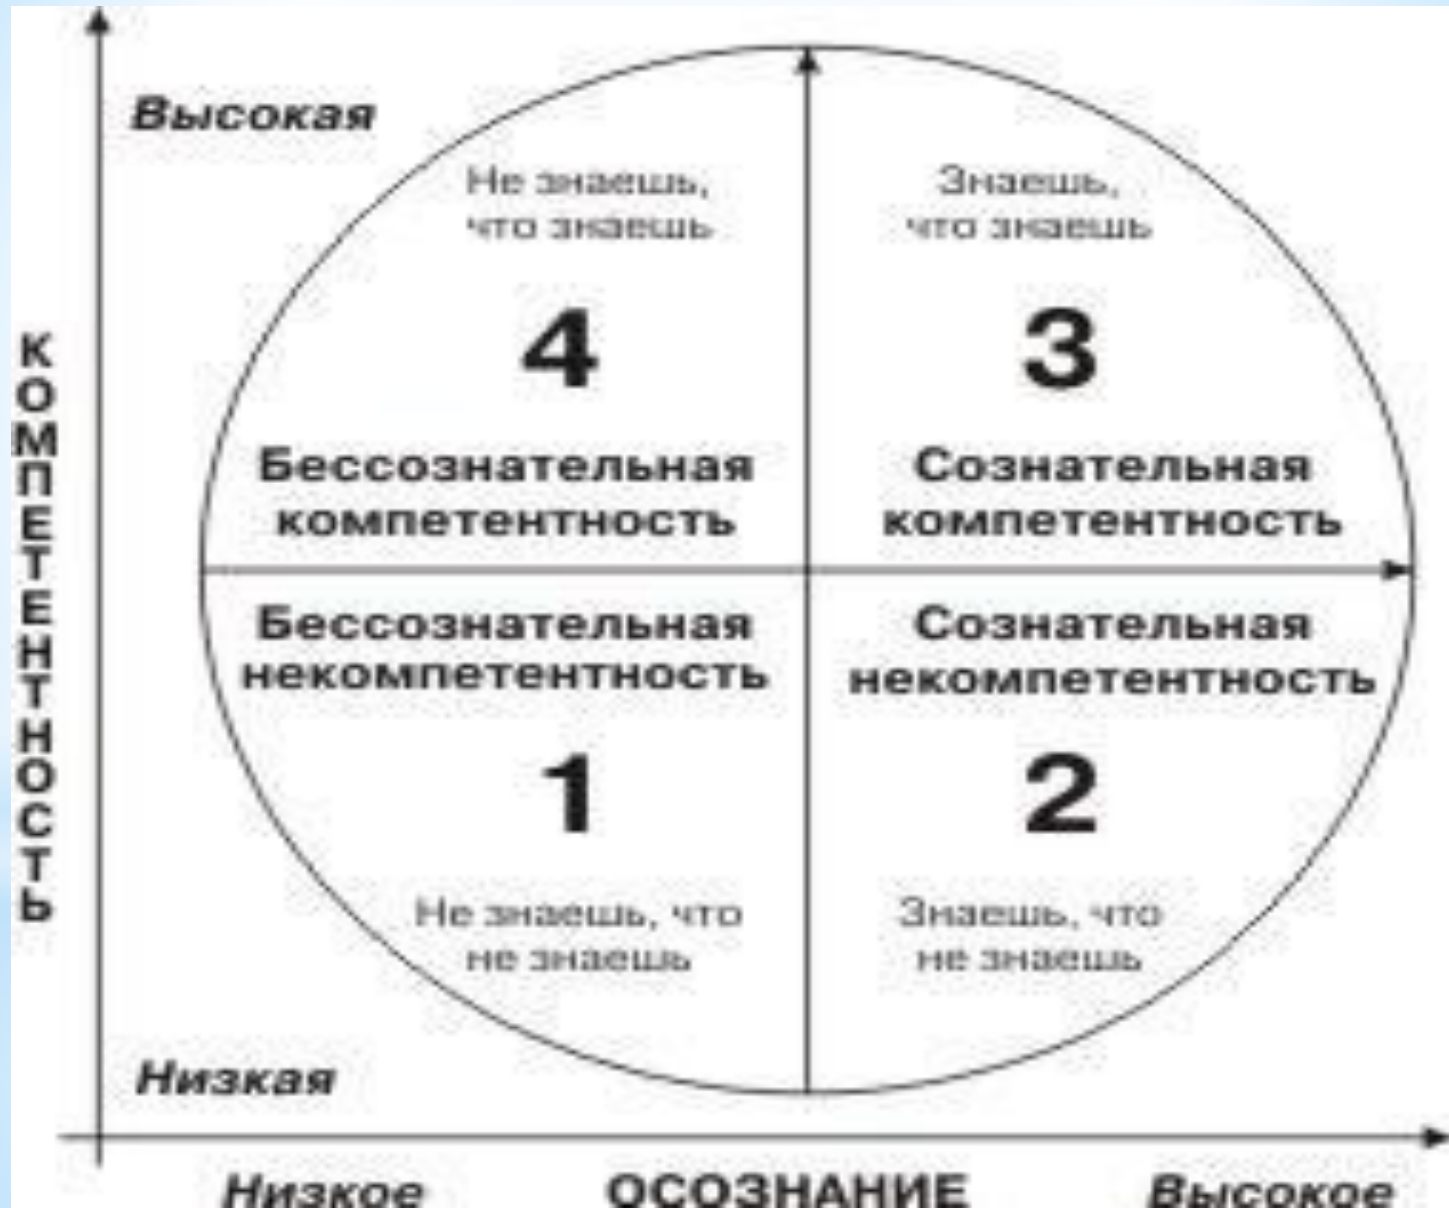 Высокая
Не знаешь,
что знаешь
4
Бессознательная
компетентность
Знаешь,
что знаешь
3
Сознательная
компетентность
КОМПЕТЕНТНОСТЬ
Бессознательная
некомпетентность
1
Не знаешь, что
не знаешь
Сознательная
некомпетентность
2
Знаешь, что
не знаешь
Низкая
Низкое
ОСОЗНАНИЕ
Высокое